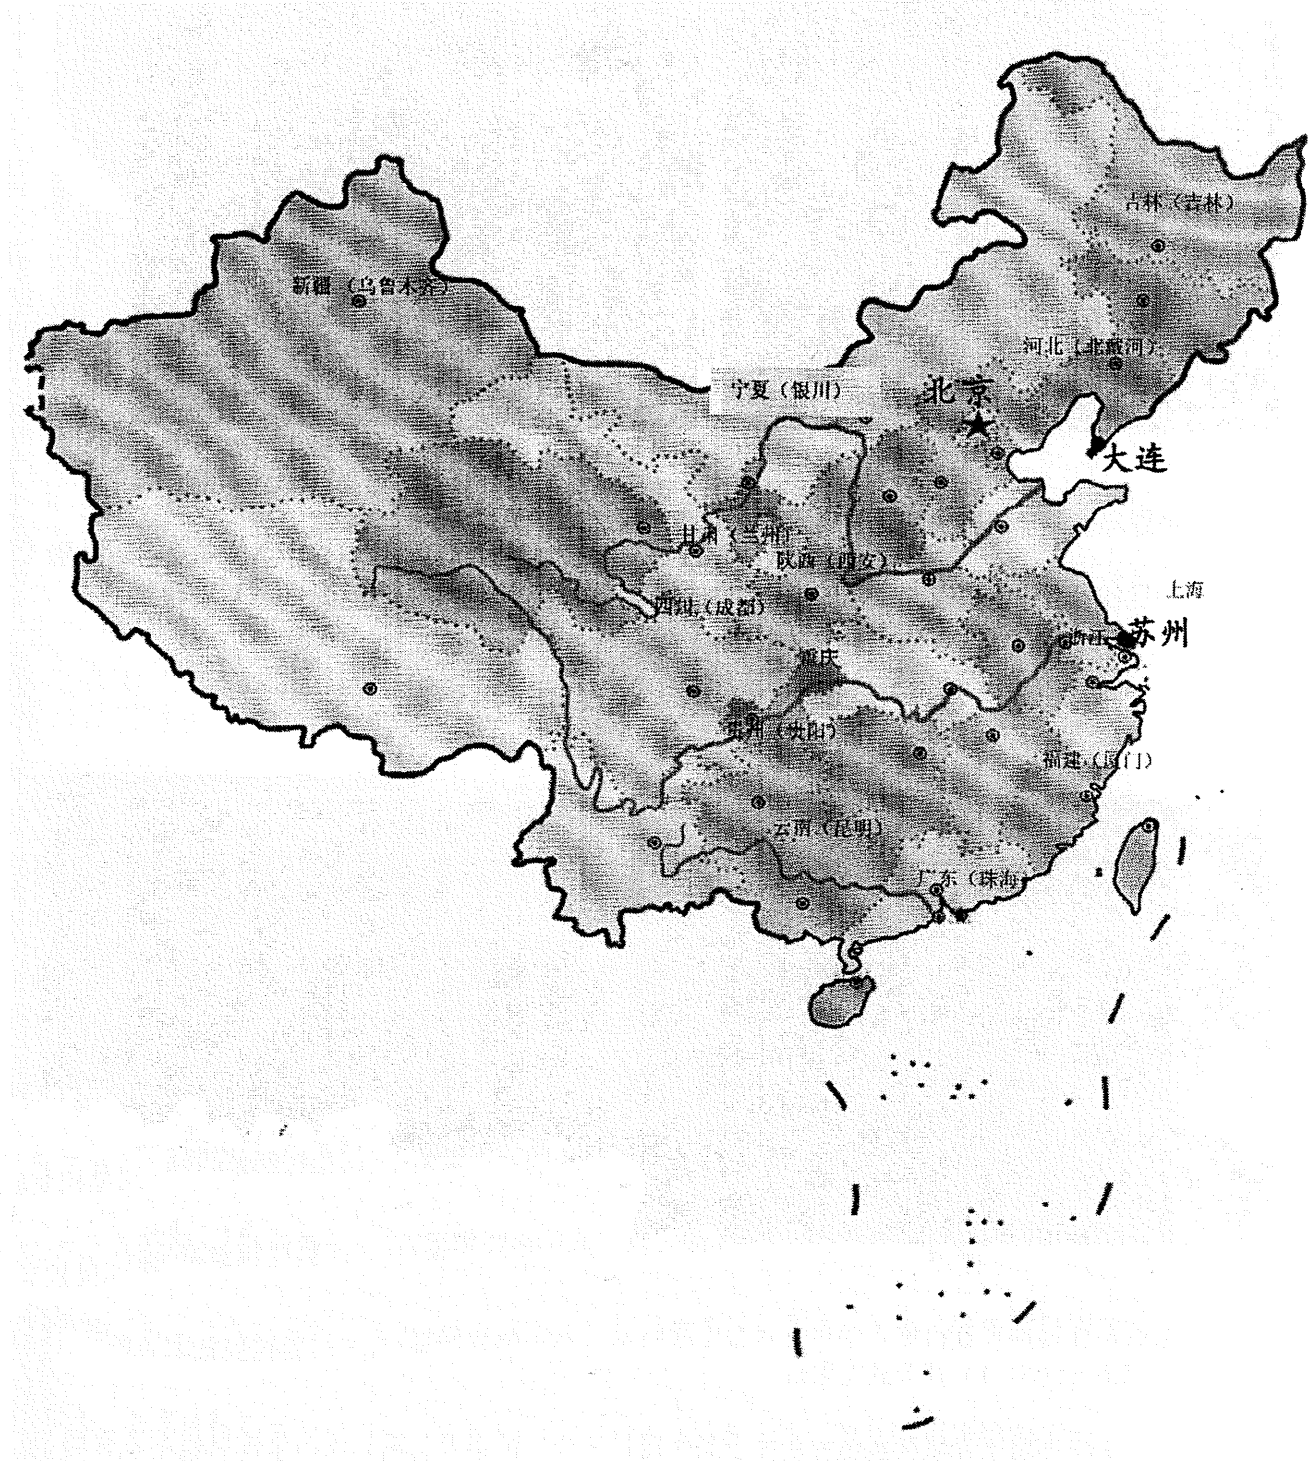 吉林（吉林）
新疆（乌鲁木齐）
河北（北戴河）
宁夏（银川）
北京
大连
甘肃（兰州）
陕西（西安）
上海
四川（成都）
苏州
浙江
重庆
贵州（贵阳）
福建（厦门）
云南（昆明）
广东（珠海